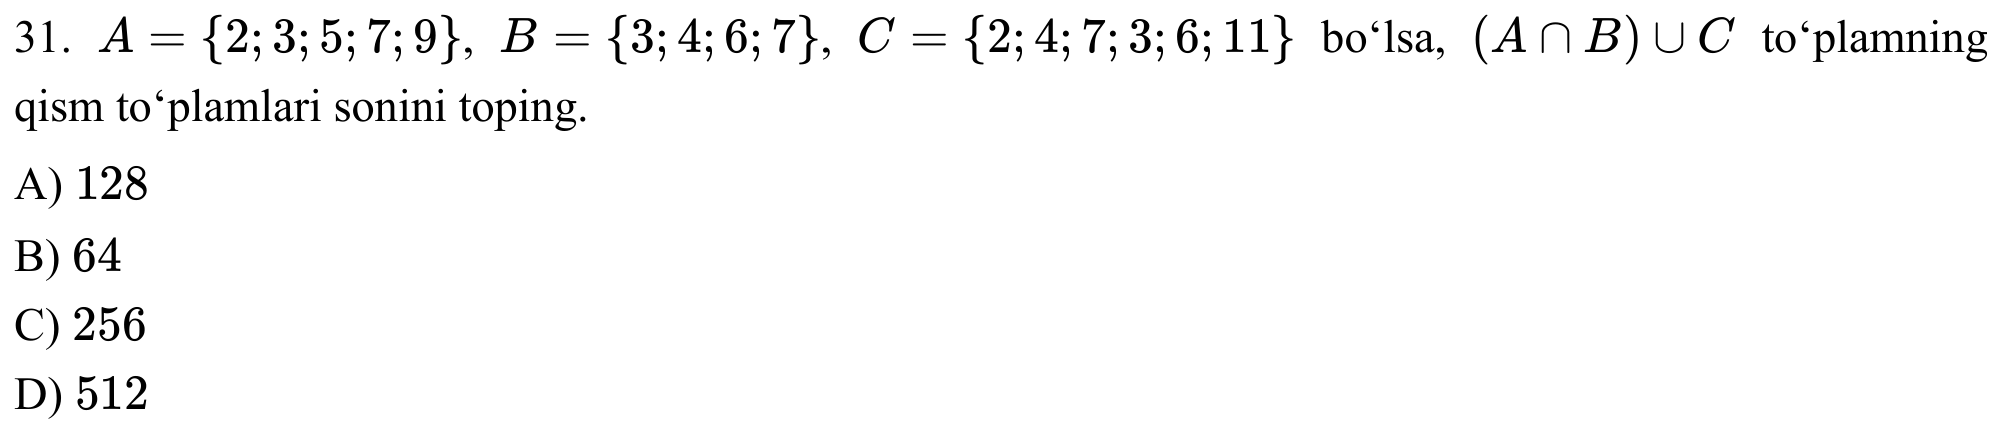 31. A = {2; 3; 5; 7; 9}, B = {3; 4; 6; 7}, C = {2; 4; 7; 3; 6; 11} bo‘lsa, (A ∩ B) ∪ C to‘plamning
qism to‘plamlari sonini toping.
A) 128
B) 64
C) 256
D) 512